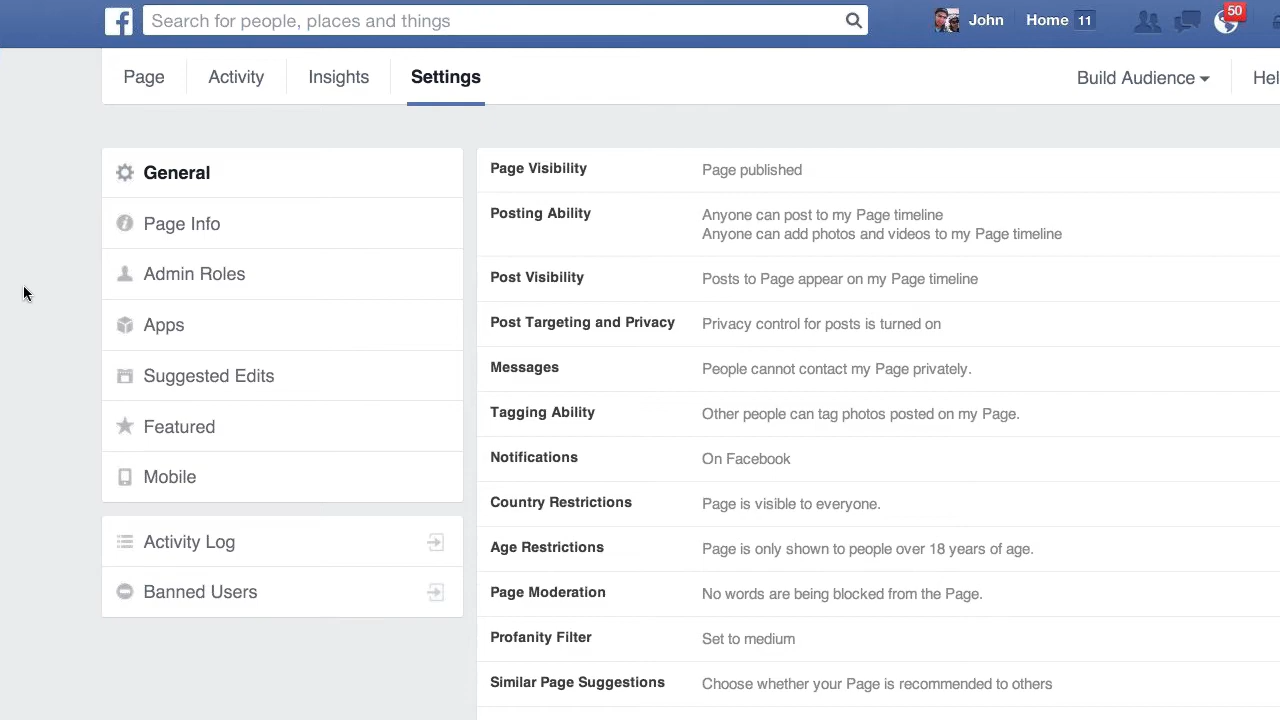 f Search for people, places and things John Home 11 50
Page Activity Insights Settings Build Audience Hel
General
Page Info
Admin Roles
Apps
Suggested Edits
Featured
Mobile
Activity Log
Banned Users
Page Visibility Page published
Posting Ability Anyone can post to my Page timeline
Anyone can add photos and videos to my Page timeline
Post Visibility Posts to Page appear on my Page timeline
Post Targeting and Privacy Privacy control for posts is turned on
Messages People cannot contact my Page privately.
Tagging Ability Other people can tag photos posted on my Page.
Notifications On Facebook
Country Restrictions Page is visible to everyone.
Age Restrictions Page is only shown to people over 18 years of age.
Page Moderation No words are being blocked from the Page.
Profanity Filter Set to medium
Similar Page Suggestions Choose whether your Page is recommended to others